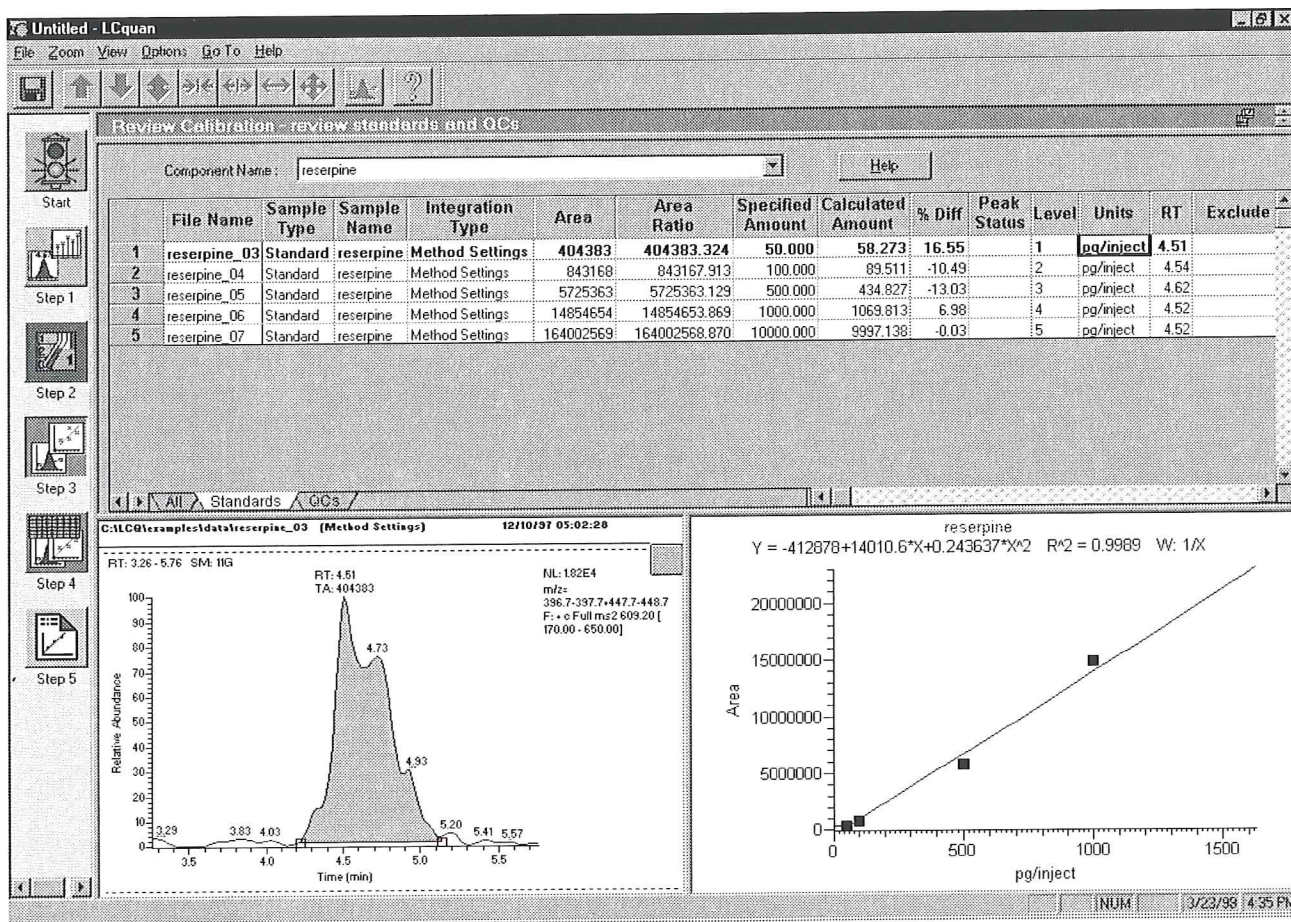 Untitled - LCquan
File Zoom View Options Go To Help
Review Calibration - review standards and QCs
Component Name: reserpine Help
File Name Sample Type Sample Name Integration Type Area Area Ratio Specified Amount Calculated Amount % Diff Peak Status Level Units RT Exclude
1 reserpine_03 Standard reserpine Method Settings 404383 404383.324 50.000 58.273 16.55 1 pg/inject 4.51
2 reserpine_04 Standard reserpine Method Settings 843168 843167.913 100.000 89.511 -10.49 2 pg/inject 4.54
3 reserpine_05 Standard reserpine Method Settings 5725363 5725363.129 500.000 434.827 -13.03 3 pg/inject 4.62
4 reserpine_06 Standard reserpine Method Settings 14854654 14854653.869 1000.000 1069.813 6.98 4 pg/inject 4.52
5 reserpine_07 Standard reserpine Method Settings 164002569 164002568.870 10000.000 9997.138 -0.03 5 pg/inject 4.52
All Standards QCs
Start
Step 1
Step 2
Step 3
Step 4
Step 5
C:\LCQ\examples\data\reserpine_03 (Method Settings) 12/10/97 05:02:28
RT: 3.26 - 5.76 SM: 11G
RT: 4.51
TA: 404383
NL: 1.82E4
m/z=
396.7-397.7+447.7-448.7
F: + c Full ms2 609.20 [
170.00 - 650.00]
100
90
80
70
60
50
40
30
20
10
0
Relative Abundance
4.73
4.93
3.29 3.83 4.03 5.20 5.41 5.57
3.5 4.0 4.5 5.0 5.5
Time (min)
reserpine
Y = -412878+14010.6*X+0.243637*X^2 R^2 = 0.9989 W: 1/X
20000000
15000000
10000000
5000000
0
Area
0 500 1000 1500
pg/inject
NUM 3/23/99 4:35 PM